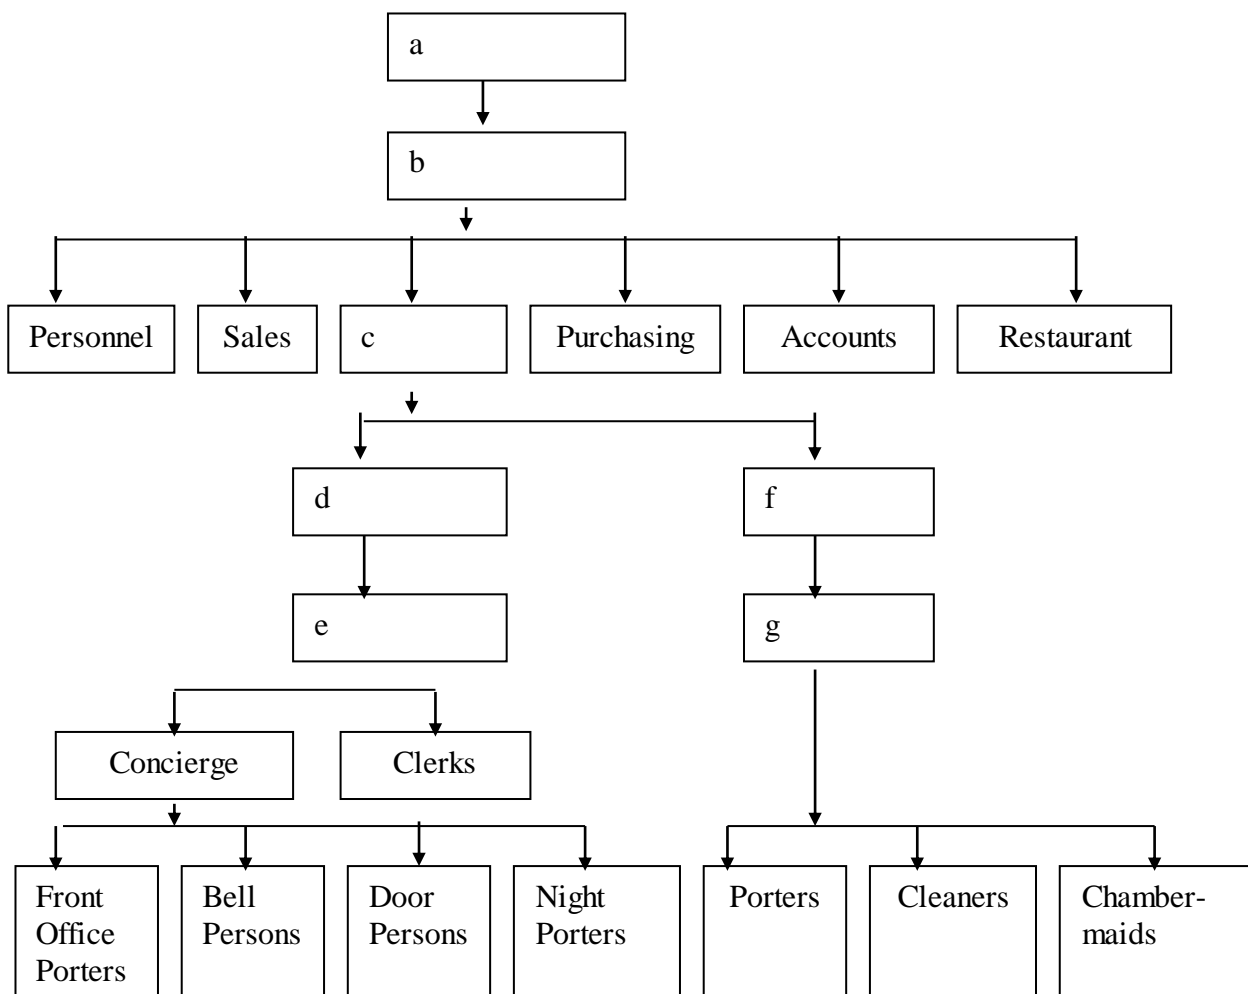 a
b
Personnel
Sales
c
Purchasing
Accounts
Restaurant
d
f
e
g
Concierge
Clerks
Front
Office
Porters
Bell
Persons
Door
Persons
Night
Porters
Porters
Cleaners
Chamber-
maids